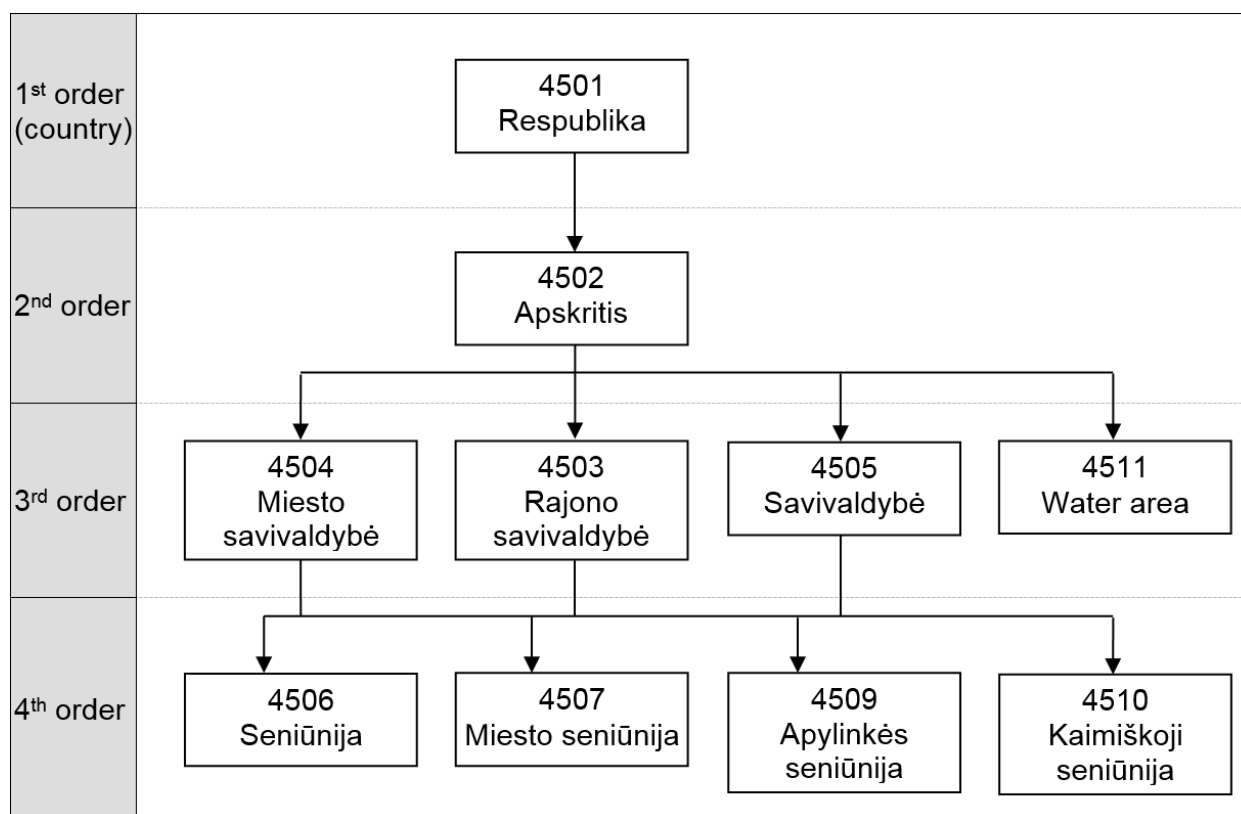 1st order
(country)
4501
Respublika
2nd order
4502
Apskritis
3rd order
4504
Miesto
savivaldybė
4503
Rajono
savivaldybė
4505
Savivaldybė
4511
Water area
4th order
4506
Seniūnija
4507
Miesto seniūnija
4509
Apylinkės
seniūnija
4510
Kaimiškoji
seniūnija